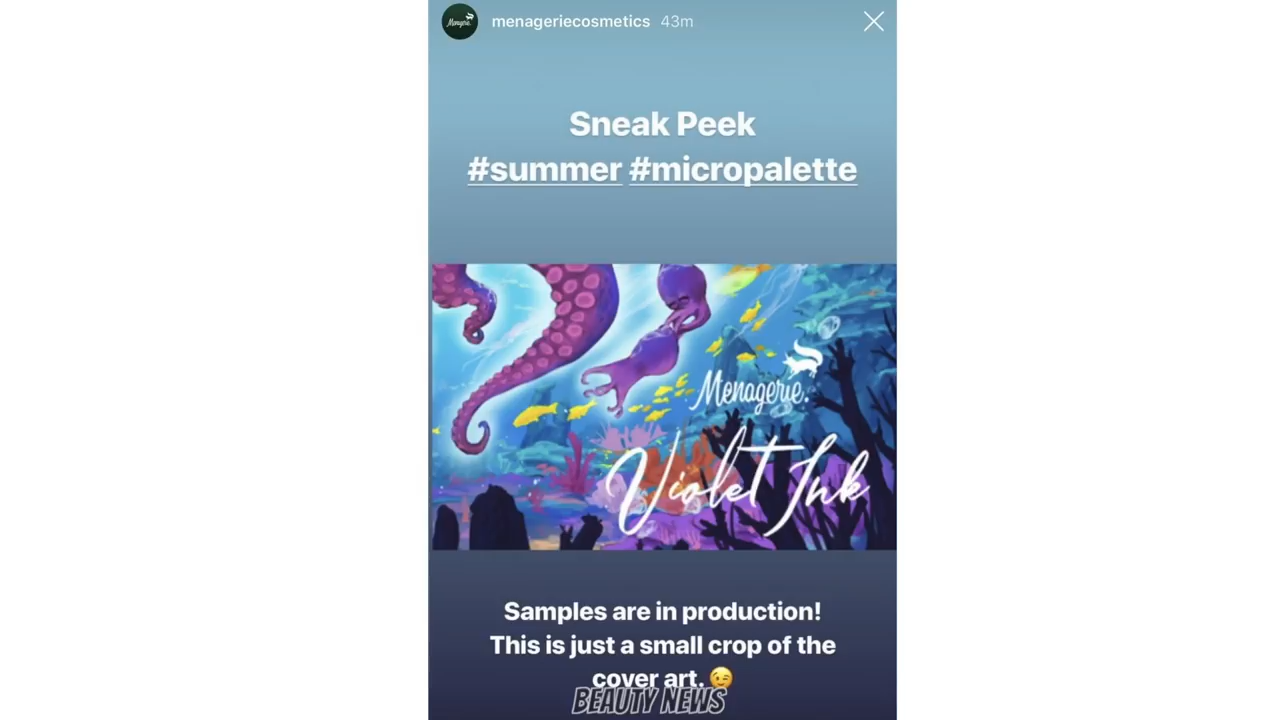 Menagerie.
menageriecosmetics 43m
Sneak Peek
#summer #micropalette
Menagerie.
Violet Ink
Samples are in production!
This is just a small crop of the
cover art. 😉
BEAUTY NEWS